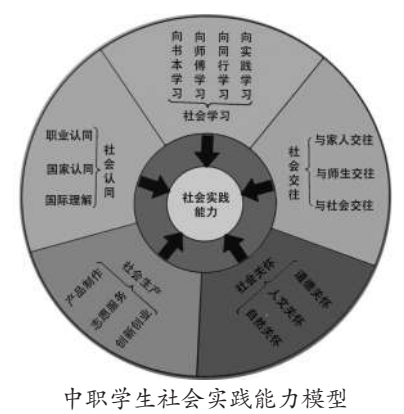 向书本学习
向师傅学习
向同行学习
向实践学习
社会学习
职业认同
国家认同
国际理解
社会认同
社会交往
与家人交往
与师生交往
与社会交往
社会实践
能力
社会生产
产品制作
志愿服务
创新创业
社会关怀
道德关怀
人文关怀
自然关怀
中职学生社会实践能力模型